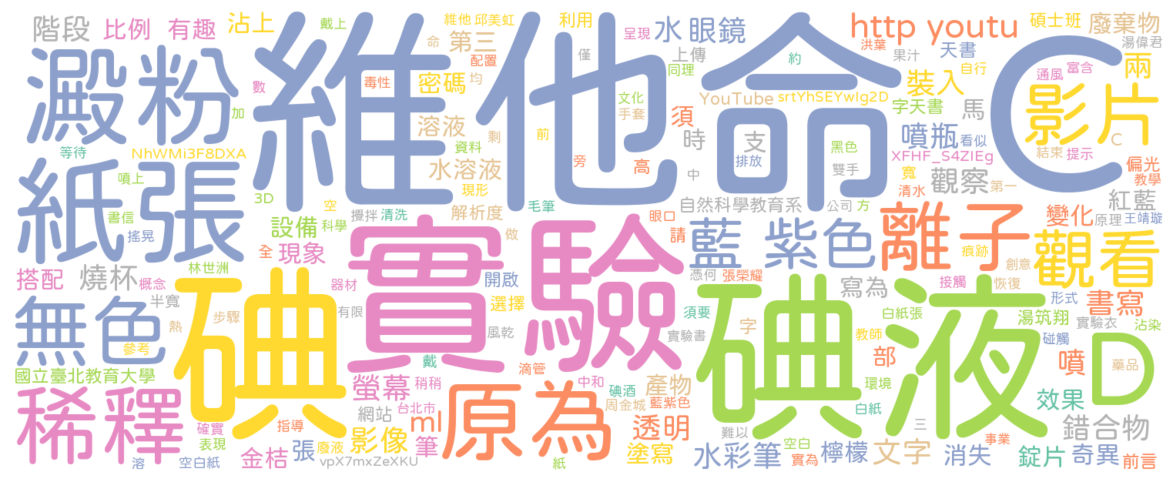 階段 比例 有趣 沾上
維他命C
維他 邱美虹
戴上
命
第三
配置
利用
呈現
僅
水 眼鏡
上傳
同理
約
洪葉
果汁
天書
自行
http youtu
碩士班
廢棄物
湯偉君
通風
富含
裝入
兩
影片
澱粉
毒性
密碼
均
數
加
溶液
剩
前
文化
手套
資料
旁
YouTube
srtYhSEYwIg2D
須
字天書
馬
噴瓶
看似
寬
C
結束
提示
等待
NhWMi3F8DXA
噴上
3D
空
水溶液
現形
高
時
支
排放
黑色
雙手
XFHF_S4ZIEg
觀察
第一
清水
偏光
教學
紙張
書信
搖晃
設備
科學
攪拌
清洗
解析度
毛筆
中
自然科學教育系
公司
方
紅藍
原理
王靖璇
變化
全
現象
實驗
做
眼口
請
藍 紫色
離子
痕跡
創意
觀看
搭配
概念
林世洲
燒杯
半寬
器材
有限
開啟
選擇
風乾
憑何
張榮耀
須要
實驗書
寫為
接觸
恢復
形式
書寫
無色
熱
步驟
參考
碘
戴
滴管
字
碘液
教師
白紙張
湯筑翔
實驗衣
碰觸
沾染
D
藥品
國立臺北教育大學
螢幕
稍稍
中和
碘酒
產物
藍紫色
部
環境
噴
白紙
效果
稀釋
確實
表現
指導
網站
台北市
ml
原為
周金城
透明
難以
空白
三
錯合物
事業
廢液
影像
筆
金桔
張
溶
空白紙
vpX7mxZeXKU
紙
塗寫
水彩筆
實為
檸檬
文字
消失
錠片
奇異
前言